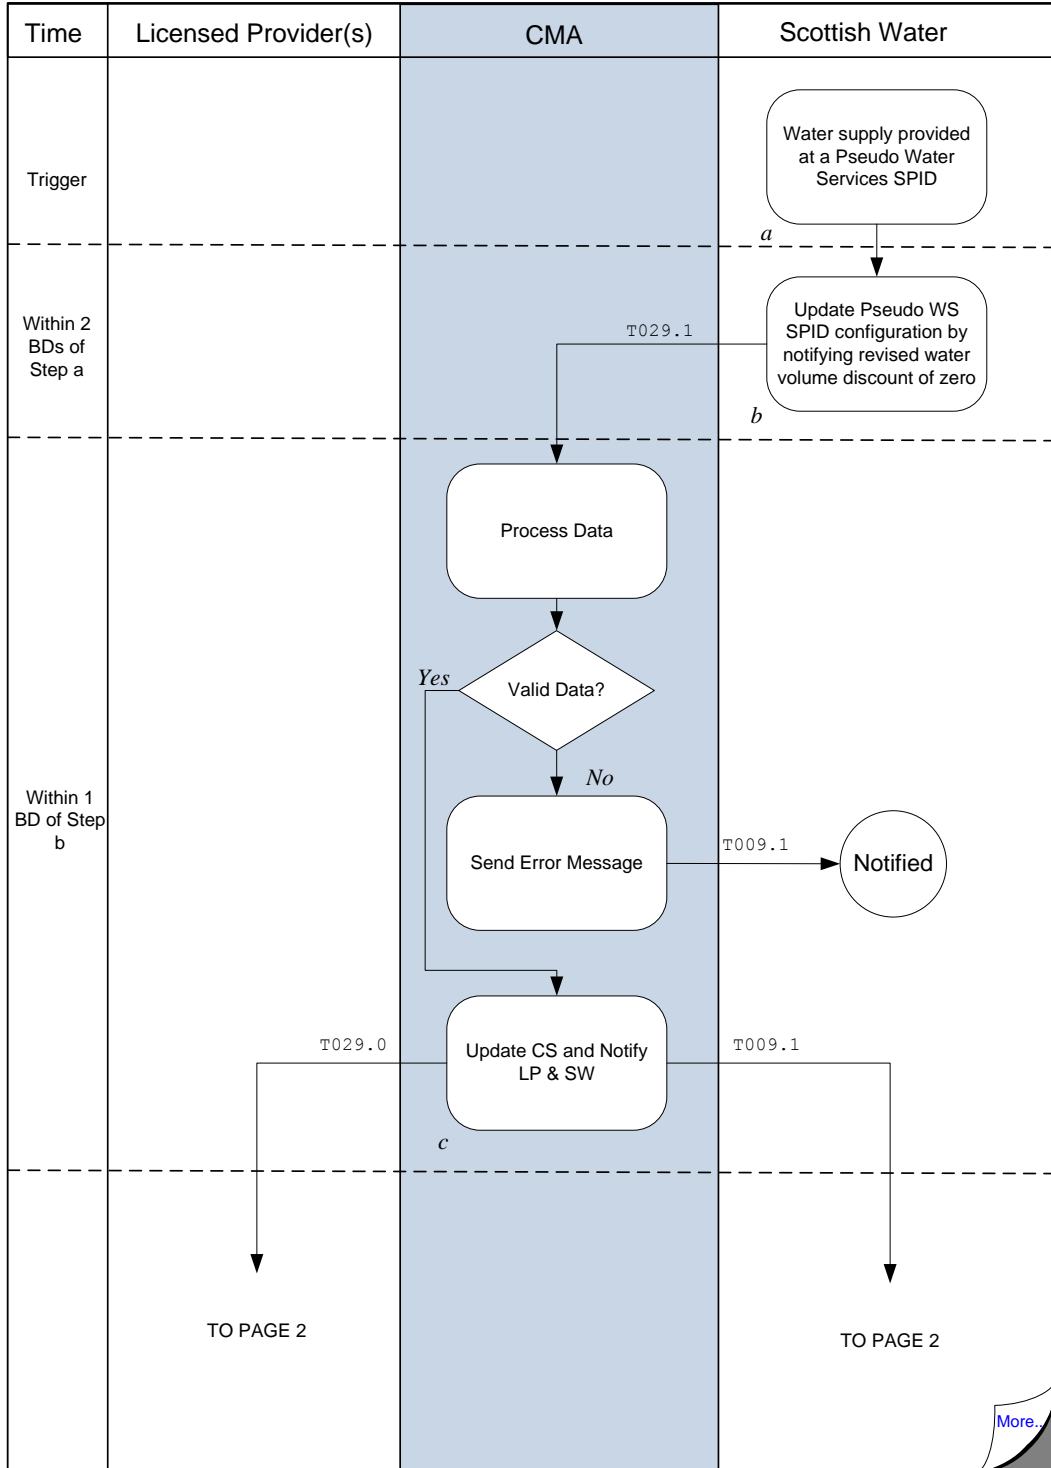 Time
Licensed Provider(s)
CMA
Scottish Water
Trigger
Water supply provided
at a Pseudo Water
Services SPID
a
Within 2
BDs of
Step a
T029.1
Update Pseudo WS
SPID configuration by
notifying revised water
volume discount of zero
b
Process Data
Valid Data?
Yes
No
Within 1
BD of Step
b
Send Error Message
T009.1
Notified
T029.0
Update CS and Notify
LP & SW
T009.1
c
TO PAGE 2
TO PAGE 2
More..